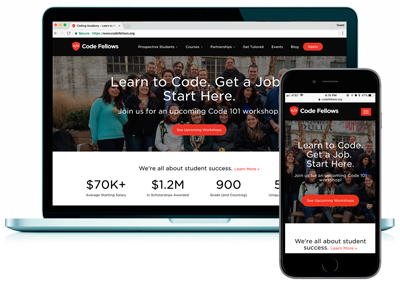 Coding Academy - Learn to
Secure https://www.codefellows.org
Code Fellows
Prospective Students
Courses
Partnerships
Get Tutored
Events
Blog
Apply
Learn to Code. Get a Job.
Start Here.
Join us for an upcoming Code 101 workshop!
See Upcoming Workshops
We're all about student success. Learn More »
$70K+
$1.2M
900
5
Average Starting Salary
in Scholarships Awarded
Grads (and Counting)
Uniqu
codefellows.org
Code Fellows
Learn to Code.
Get a Job.
Start Here.
Join us for an upcoming Code 101
workshop!
See Upcoming Workshops
We're all about student
success. Learn More »